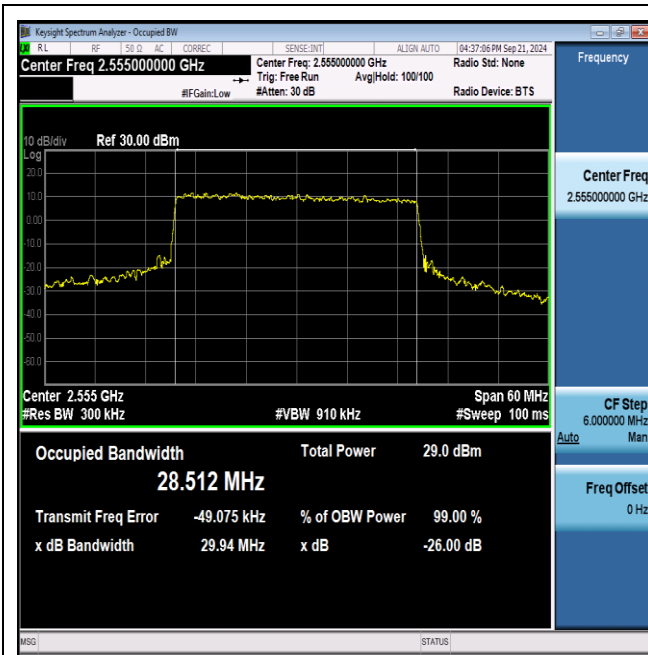 Keysight Spectrum Analyzer - Occupied BW
RL RF 50 Ω AC CORREC SENSE:INT ALIGN AUTO 04:37:06 PM Sep 21, 2024
Center Freq 2.555000000 GHz
Center Freq: 2.555000000 GHz Radio Std: None
Trig: Free Run Avg|Hold: 100/100
#IFGain:Low #Atten: 30 dB Radio Device: BTS
10 dB/div Ref 30.00 dBm
Log
20.0
10.0
0.00
-10.0
-20.0
-30.0
-40.0
-50.0
-60.0
Center 2.555 GHz Span 60 MHz
#Res BW 300 kHz #VBW 910 kHz #Sweep 100 ms
Occupied Bandwidth Total Power 29.0 dBm
28.512 MHz
Transmit Freq Error -49.075 kHz % of OBW Power 99.00 %
x dB Bandwidth 29.94 MHz x dB -26.00 dB
MSG STATUS
Frequency
Center Freq
2.555000000 GHz
CF Step
6.000000 MHz
Auto Man
Freq Offset
0 Hz